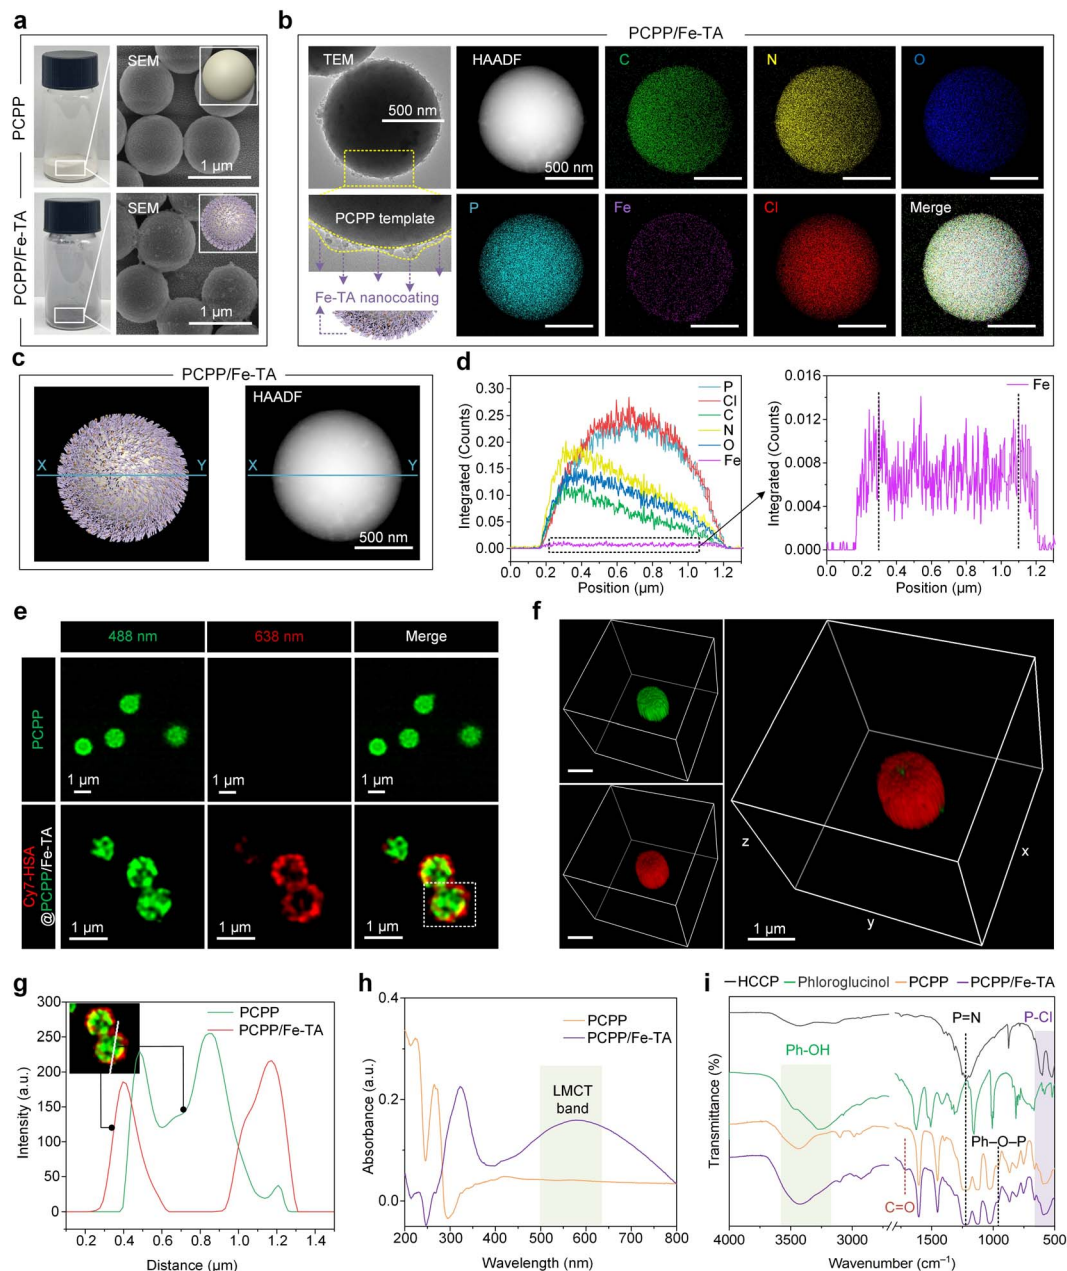 a
PCPP
SEM
1 μm
PCPP/Fe-TA
SEM
1 μm
b
PCPP/Fe-TA
TEM
500 nm
HAADF
500 nm
C
N
O
PCPP template
Fe-TA nanocoating
P
Fe
Cl
Merge
c
PCPP/Fe-TA
X
Y
HAADF
X
Y
500 nm
d
Integrated (Counts)
0.30
0.25
0.20
0.15
0.10
0.05
0.00
P
Cl
C
N
O
Fe
0.0 0.2 0.4 0.6 0.8 1.0 1.2
Position (μm)
Integrated (Counts)
0.016
0.012
0.008
0.004
0.000
Fe
0.0 0.2 0.4 0.6 0.8 1.0 1.2
Position (μm)
e
488 nm
638 nm
Merge
PCPP
1 μm
1 μm
1 μm
Cy7-HSA
@PCPP/Fe-TA
1 μm
1 μm
1 μm
f
z
y
x
1 μm
g
Intensity (a.u.)
300
250
200
150
100
50
0
PCPP
PCPP/Fe-TA
0.2 0.4 0.6 0.8 1.0 1.2 1.4
Distance (μm)
h
Absorbance (a.u.)
0.4
0.2
0.0
PCPP
PCPP/Fe-TA
LMCT
band
200 300 400 500 600 700 800
Wavelength (nm)
i
HCCP Phloroglucinol PCPP PCPP/Fe-TA
Transmittance (%)
P=N
P-Cl
Ph-OH
Ph–O–P
C=O
4000 3500 3000 1500 1000 500
Wavenumber (cm⁻¹)